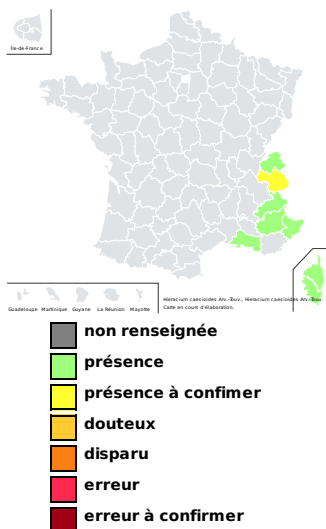 Île-de-France
Guadeloupe Martinique Guyane La Réunion Mayotte
Hieracium caesioides Arv.-Touv., Hieracium caesioides Arv.-Touv.
Carte en cours d'élaboration.
non renseignée
présence
présence à confimer
douteux
disparu
erreur
erreur à confirmer